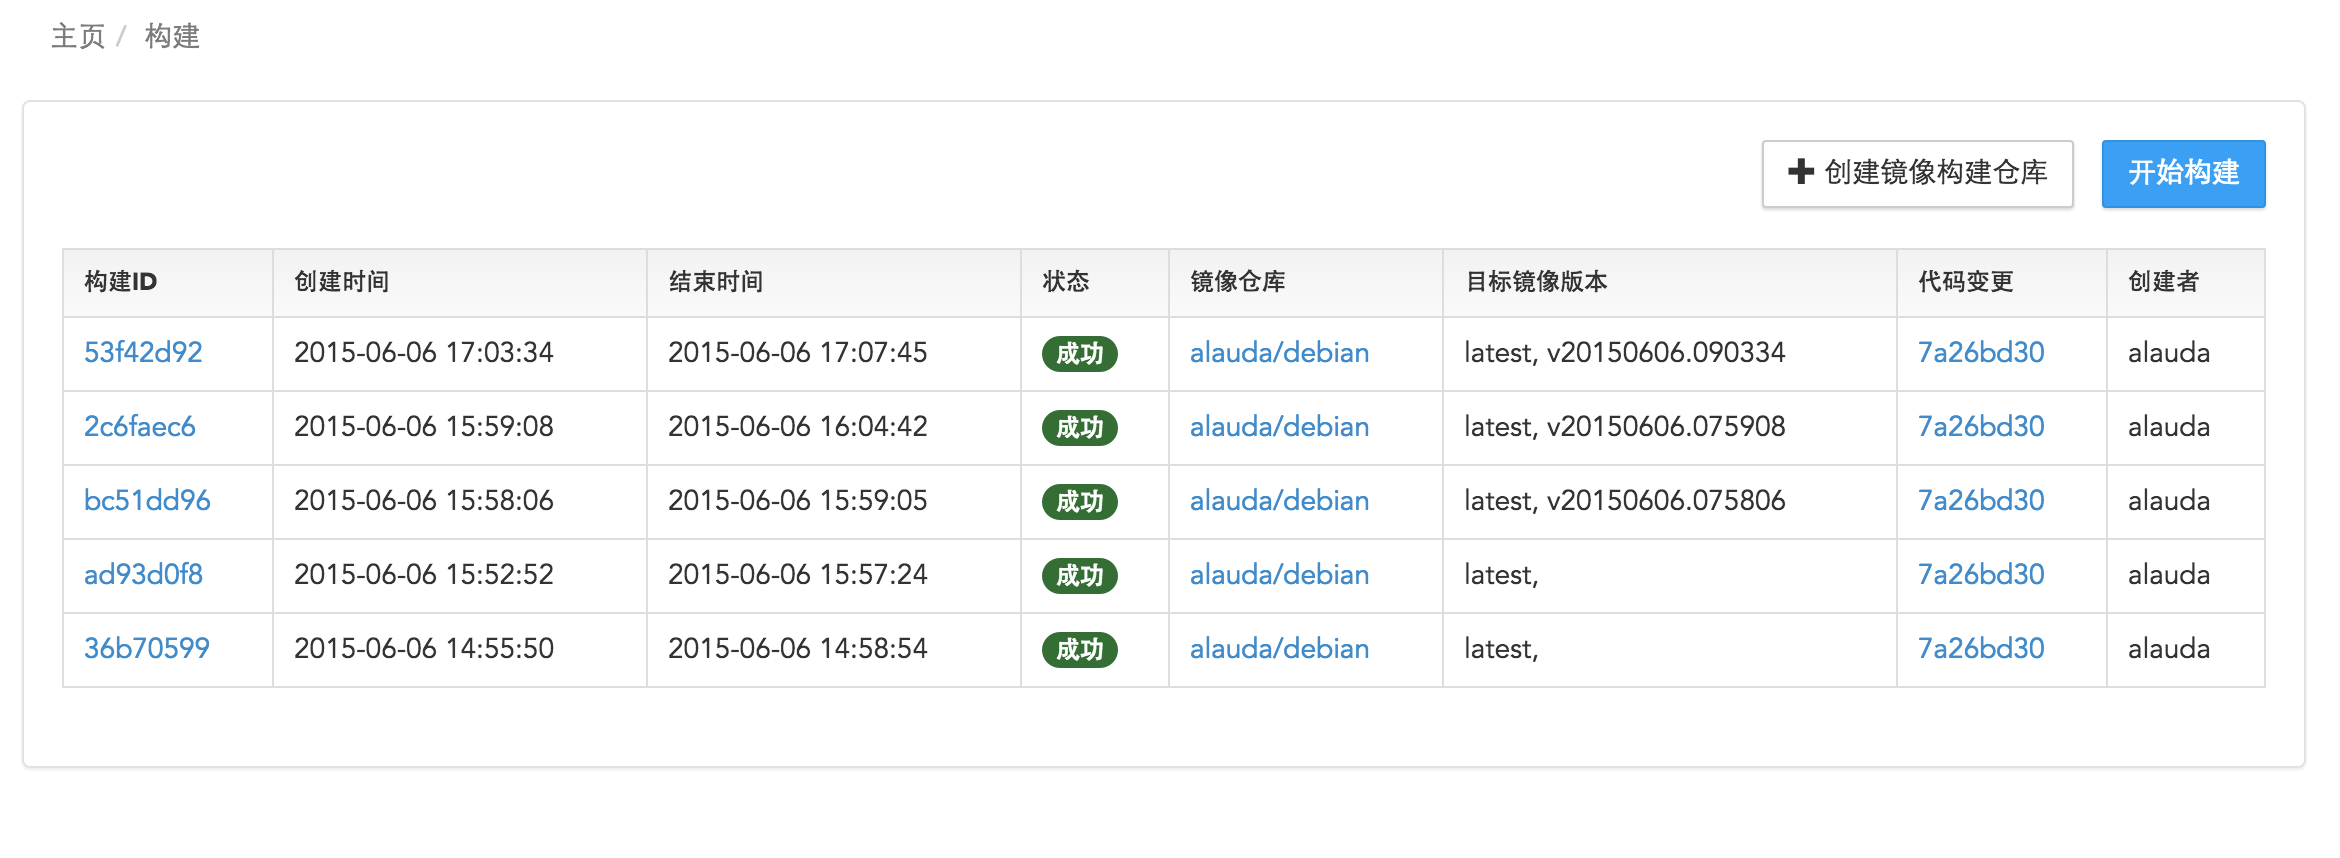 主页 / 构建
创建镜像构建仓库 开始构建
构建ID 创建时间 结束时间 状态 镜像仓库 目标镜像版本 代码变更 创建者
53f42d92 2015-06-06 17:03:34 2015-06-06 17:07:45 成功 alauda/debian latest, v20150606.090334 7a26bd30 alauda
2c6faec6 2015-06-06 15:59:08 2015-06-06 16:04:42 成功 alauda/debian latest, v20150606.075908 7a26bd30 alauda
bc51dd96 2015-06-06 15:58:06 2015-06-06 15:59:05 成功 alauda/debian latest, v20150606.075806 7a26bd30 alauda
ad93d0f8 2015-06-06 15:52:52 2015-06-06 15:57:24 成功 alauda/debian latest, 7a26bd30 alauda
36b70599 2015-06-06 14:55:50 2015-06-06 14:58:54 成功 alauda/debian latest, 7a26bd30 alauda